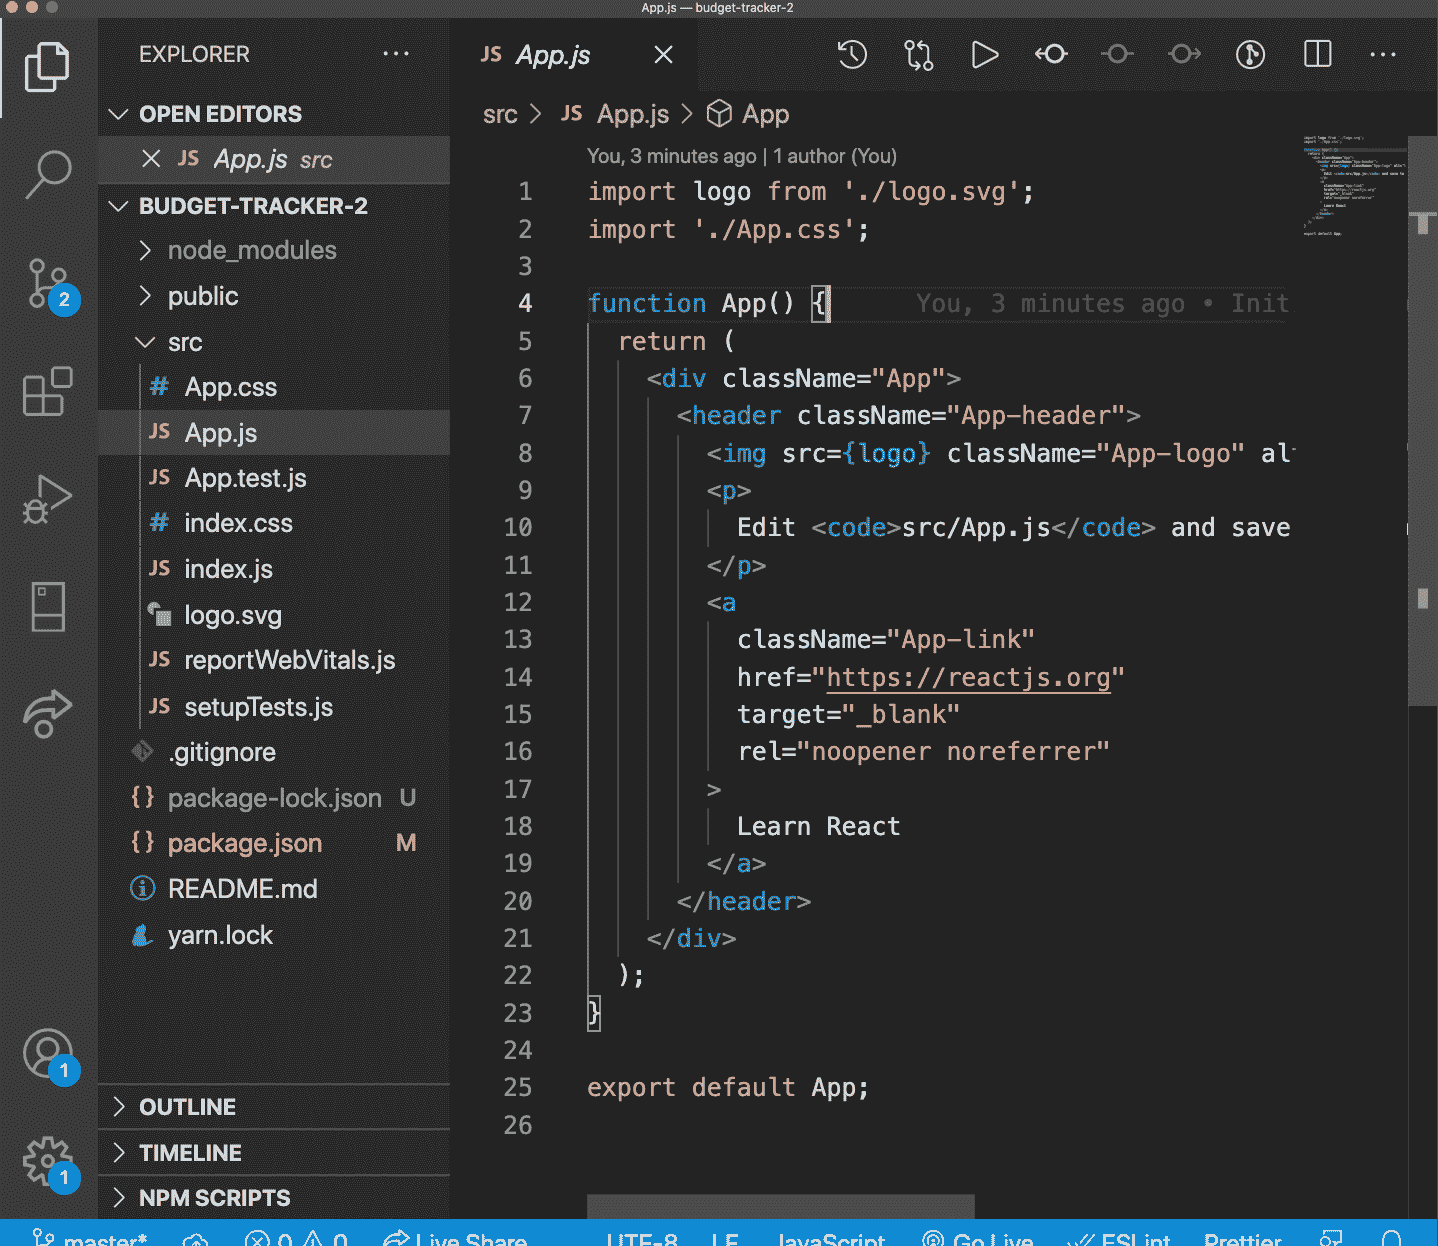 App.js — budget-tracker-2
EXPLORER
OPEN EDITORS
JS App.js src
BUDGET-TRACKER-2
node_modules
public
src
# App.css
JS App.js
JS App.test.js
# index.css
JS index.js
logo.svg
JS reportWebVitals.js
JS setupTests.js
.gitignore
{} package-lock.json U
{} package.json M
README.md
yarn.lock
OUTLINE
TIMELINE
NPM SCRIPTS
2
1
1
JS App.js
src > JS App.js > App
You, 3 minutes ago | 1 author (You)
1 import logo from './logo.svg';
2 import './App.css';
3
4 function App() { You, 3 minutes ago • Init
5 return (
6 <div className="App">
7 <header className="App-header">
8 <img src={logo} className="App-logo" al
9 <p>
10 Edit <code>src/App.js</code> and save
11 </p>
12 <a
13 className="App-link"
14 href="https://reactjs.org"
15 target="_blank"
16 rel="noopener noreferrer"
17 >
18 Learn React
19 </a>
20 </header>
21 </div>
22 );
23 }
24
25 export default App;
26
master* 0 0 Live Share UTF-8 LF JavaScript Go Live ESLint Prettier